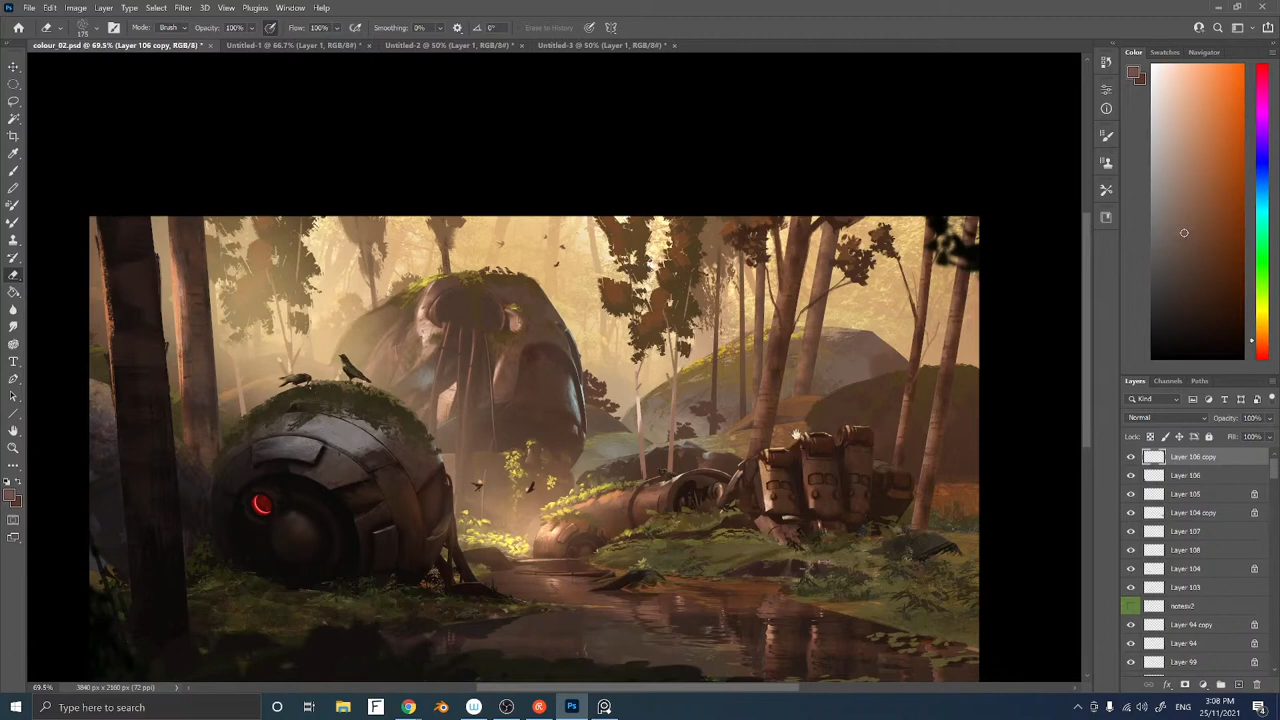 File Edit Image Layer Type Select Filter 3D View Plugins Window Help
175 Mode: Brush Opacity: 100% Flow: 100% Smoothing: 0% 0° Erase to History
colour_02.psd @ 69.5% (Layer 106 copy, RGB/8) * Untitled-1 @ 66.7% (Layer 1, RGB/8#) * Untitled-2 @ 50% (Layer 1, RGB/8#) * Untitled-3 @ 50% (Layer 1, RGB/8#) *
Color Swatches Navigator
Layers Channels Paths
Kind
Normal Opacity: 100%
Lock: Fill: 100%
Layer 106 copy
Layer 106
Layer 105
Layer 104 copy
Layer 107
Layer 108
Layer 104
Layer 103
notesv2
Layer 94 copy
Layer 94
Layer 99
69.5% 3840 px x 2160 px (72 ppi)
Type here to search
ENG
3:08 PM
25/11/2021